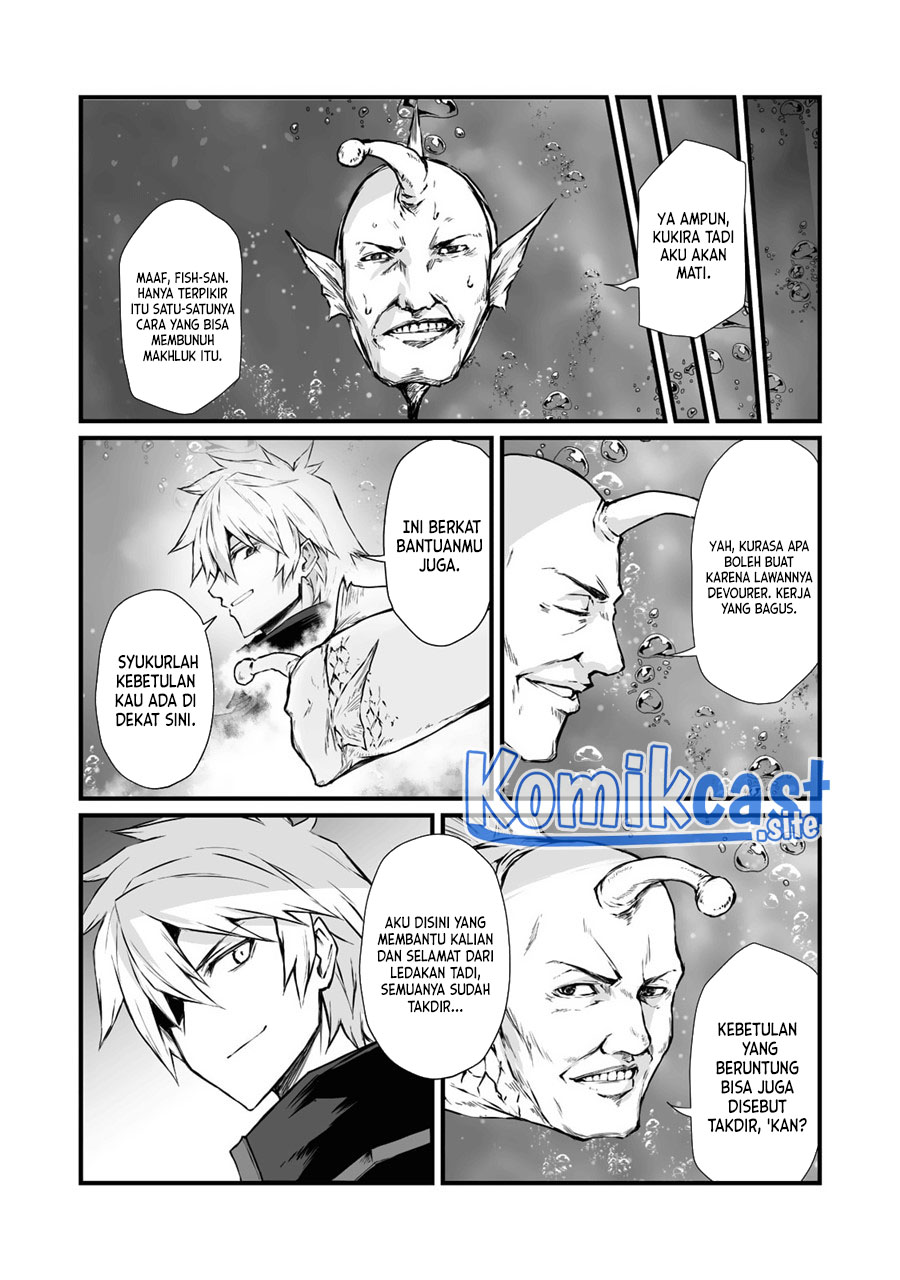 YA AMPUN,
KUKIRA TADI
AKU AKAN
MATI.
MAAF, FISH-SAN.
HANYA TERPIKIR
ITU SATU-SATUNYA
CARA YANG BISA
MEMBUNUH
MAKHLUK ITU.
YAH, KURASA APA
BOLEH BUAT
KARENA LAWANNYA
DEVOURER. KERJA
YANG BAGUS.
INI BERKAT
BANTUANMU
JUGA.
SYUKURLAH
KEBETULAN
KAU ADA DI
DEKAT SINI.
Komikcast
.site
KEBETULAN
YANG
BERUNTUNG
BISA JUGA
DISEBUT
TAKDIR, 'KAN?
AKU DISINI YANG
MEMBANTU KALIAN
DAN SELAMAT DARI
LEDAKAN TADI,
SEMUANYA SUDAH
TAKDIR...